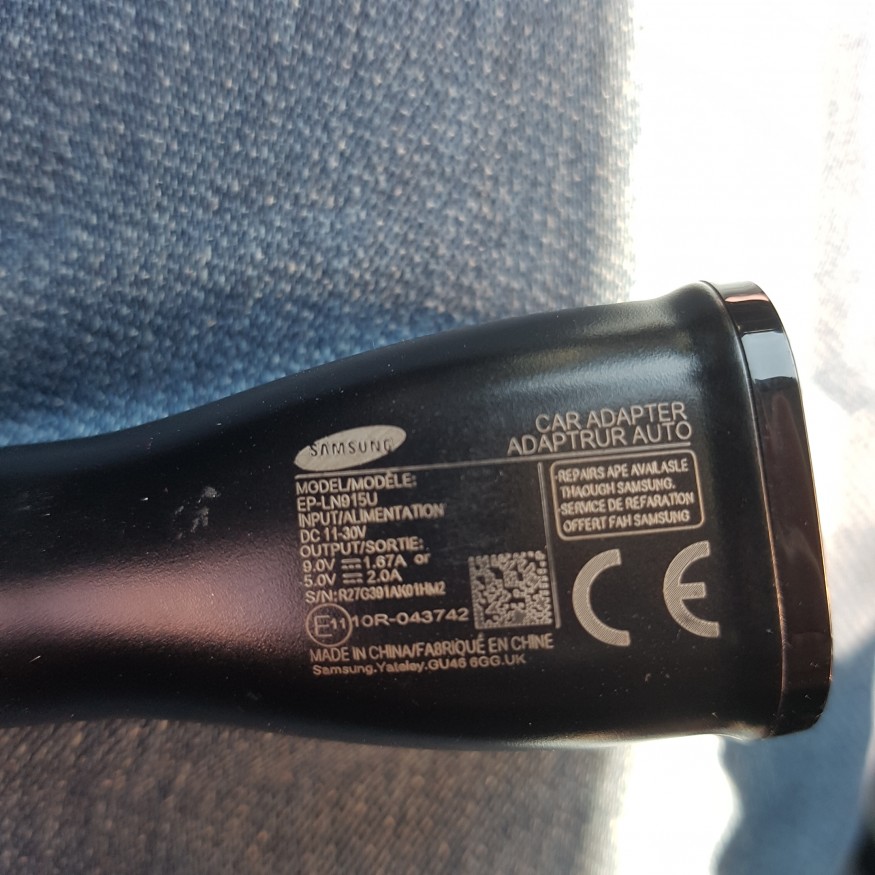 SAMSUNG
CAR ADAPTER
ADAPTRUR AUTO
MODEL/MODÈLE:
EP-LN915U
INPUT/ALIMENTATION
DC 11-30V
OUTPUT/SORTIE:
9.0V ⎓ 1.67A or
5.0V ⎓ 2.0A
S/N:R27G391AK01HM2
E11 10R-043742
MADE IN CHINA/FA8RIQUÉ EN CHINE
Samsung.Yateley.GU46 6GG.UK
REPAIRS APE AVAILASLE
THAOUGH SAMSUNG.
SERVICE DE REFARATION
OFFERT FAH SAMSUNG
CE